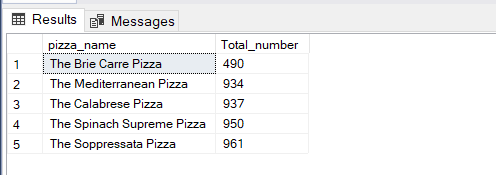 Results Messages
pizza_name Total_number
1 The Brie Carre Pizza 490
2 The Mediterranean Pizza 934
3 The Calabrese Pizza 937
4 The Spinach Supreme Pizza 950
5 The Soppressata Pizza 961